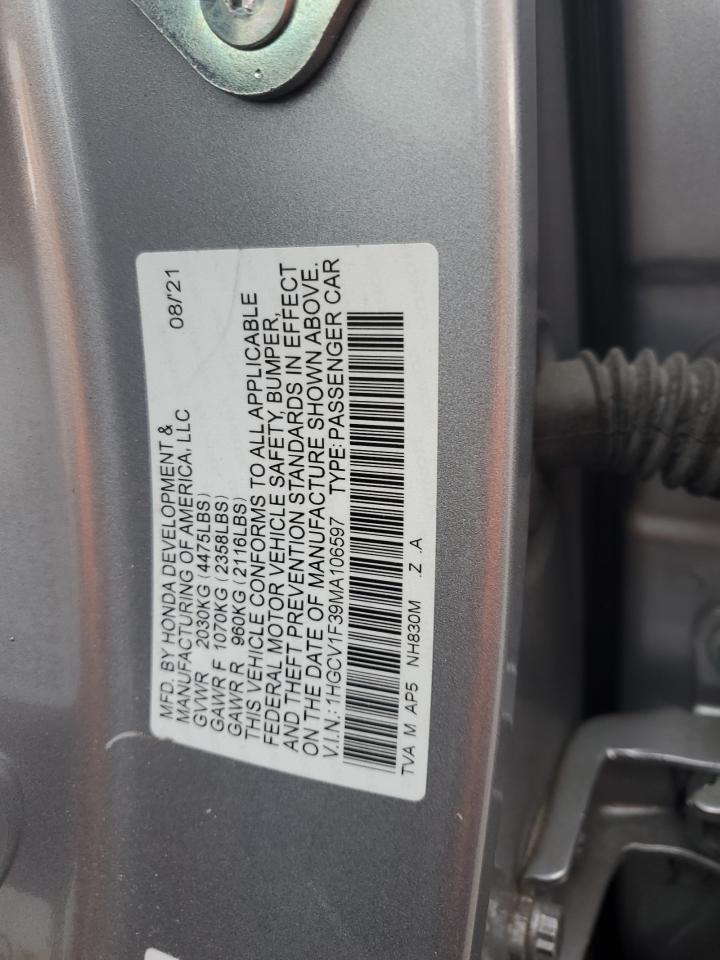 MFD. BY HONDA DEVELOPMENT & 08/'21
MANUFACTURING OF AMERICA, LLC
GVWR 2030KG (4475LBS)
GAWR F 1070KG (2358LBS)
GAWR R 960KG (2116LBS)
THIS VEHICLE CONFORMS TO ALL APPLICABLE
FEDERAL MOTOR VEHICLE SAFETY, BUMPER,
AND THEFT PREVENTION STANDARDS IN EFFECT
ON THE DATE OF MANUFACTURE SHOWN ABOVE.
V.I.N.: 1HGCV1F39MA106597 TYPE: PASSENGER CAR
TVA M AP5 NH830M .Z .A